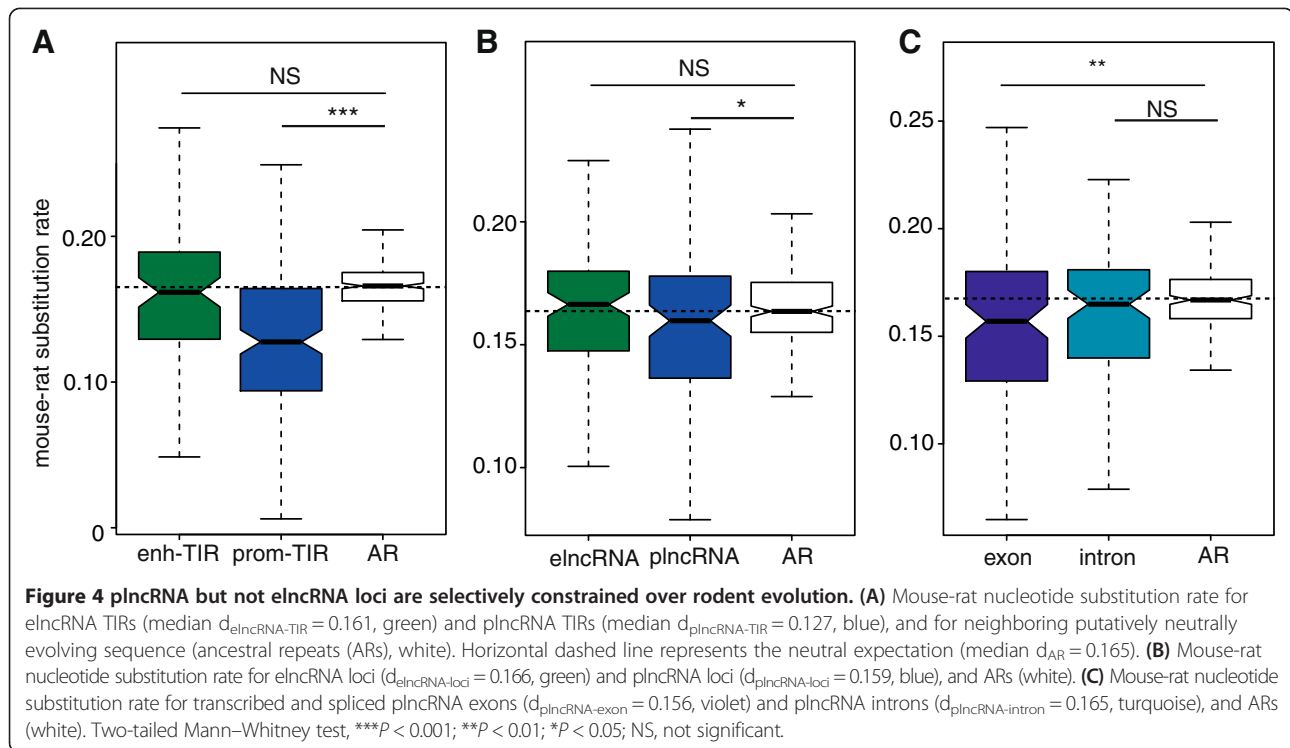 A
B
C
NS
***
NS
*
**
NS
mouse-rat substitution rate
0.20
0.10
0
0.20
0.15
0.10
0.25
0.20
0.15
0.10
enh-TIR prom-TIR AR
elncRNA plncRNA AR
exon intron AR
Figure 4 plncRNA but not elncRNA loci are selectively constrained over rodent evolution. (A) Mouse-rat nucleotide substitution rate for
elncRNA TIRs (median delncRNA-TIR = 0.161, green) and plncRNA TIRs (median dplncRNA-TIR = 0.127, blue), and for neighboring putatively neutrally
evolving sequence (ancestral repeats (ARs), white). Horizontal dashed line represents the neutral expectation (median dAR = 0.165). (B) Mouse-rat
nucleotide substitution rate for elncRNA loci (delncRNA-loci = 0.166, green) and plncRNA loci (dplncRNA-loci = 0.159, blue), and ARs (white). (C) Mouse-rat nucleotide
substitution rate for transcribed and spliced plncRNA exons (dplncRNA-exon = 0.156, violet) and plncRNA introns (dplncRNA-intron = 0.165, turquoise), and ARs
(white). Two-tailed Mann–Whitney test, ***P < 0.001; **P < 0.01; *P < 0.05; NS, not significant.